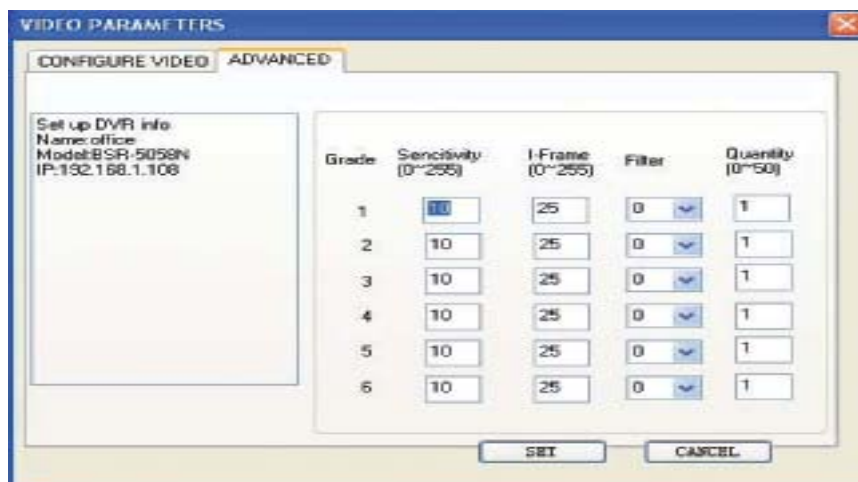 VIDEO PARAMETERS
CONFIGURE VIDEO ADVANCED
Set up DVR info
Name:office
Model:BSR-5058N
IP:192.168.1.108
Grade Sencitivity (0~255) I-Frame (0~255) Filter Quantity (0~50)
1 10 25 0 1
2 10 25 0 1
3 10 25 0 1
4 10 25 0 1
5 10 25 0 1
6 10 25 0 1
SET CANCEL